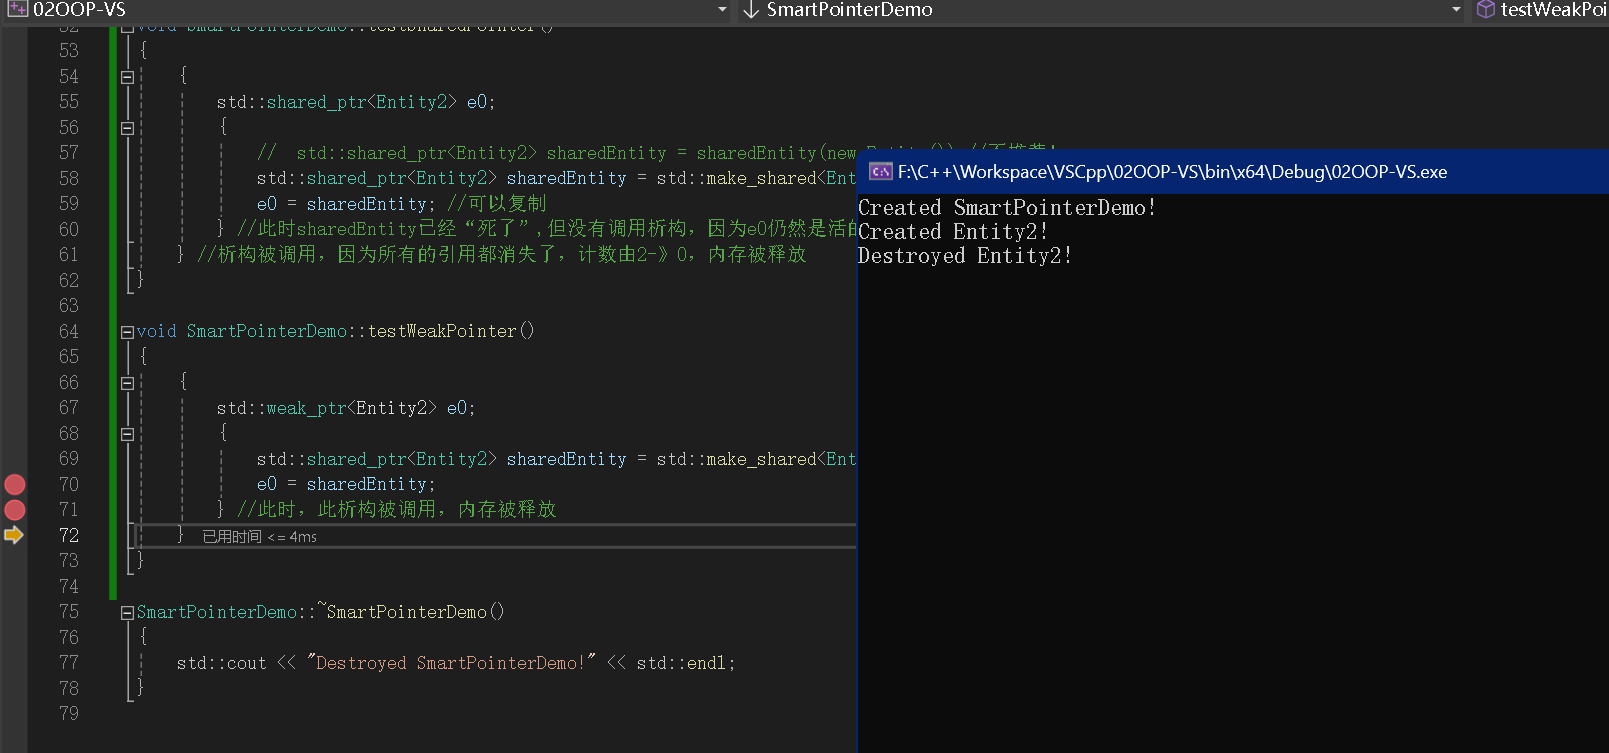 02OOP-VS
SmartPointerDemo
testWeakPoi
52 void SmartPointerDemo::testSharedPointer()
53 {
54 {
55 std::shared_ptr<Entity2> e0;
56 {
57 // std::shared_ptr<Entity2> sharedEntity = sharedEntity(new Entity()) //不推荐!
58 std::shared_ptr<Entity2> sharedEntity = std::make_shared<Ent
59 e0 = sharedEntity; //可以复制
60 } //此时sharedEntity已经“死了”,但没有调用析构，因为e0仍然是活的
61 } //析构被调用，因为所有的引用都消失了，计数由2-》0，内存被释放
62 }
63
64 void SmartPointerDemo::testWeakPointer()
65 {
66 {
67 std::weak_ptr<Entity2> e0;
68 {
69 std::shared_ptr<Entity2> sharedEntity = std::make_shared<Ent
70 e0 = sharedEntity;
71 } //此时，此析构被调用，内存被释放
72 } 已用时间 <= 4ms
73 }
74
75 SmartPointerDemo::~SmartPointerDemo()
76 {
77 std::cout << "Destroyed SmartPointerDemo!" << std::endl;
78 }
79
F:\C++\Workspace\VSCpp\02OOP-VS\bin\x64\Debug\02OOP-VS.exe
Created SmartPointerDemo!
Created Entity2!
Destroyed Entity2!